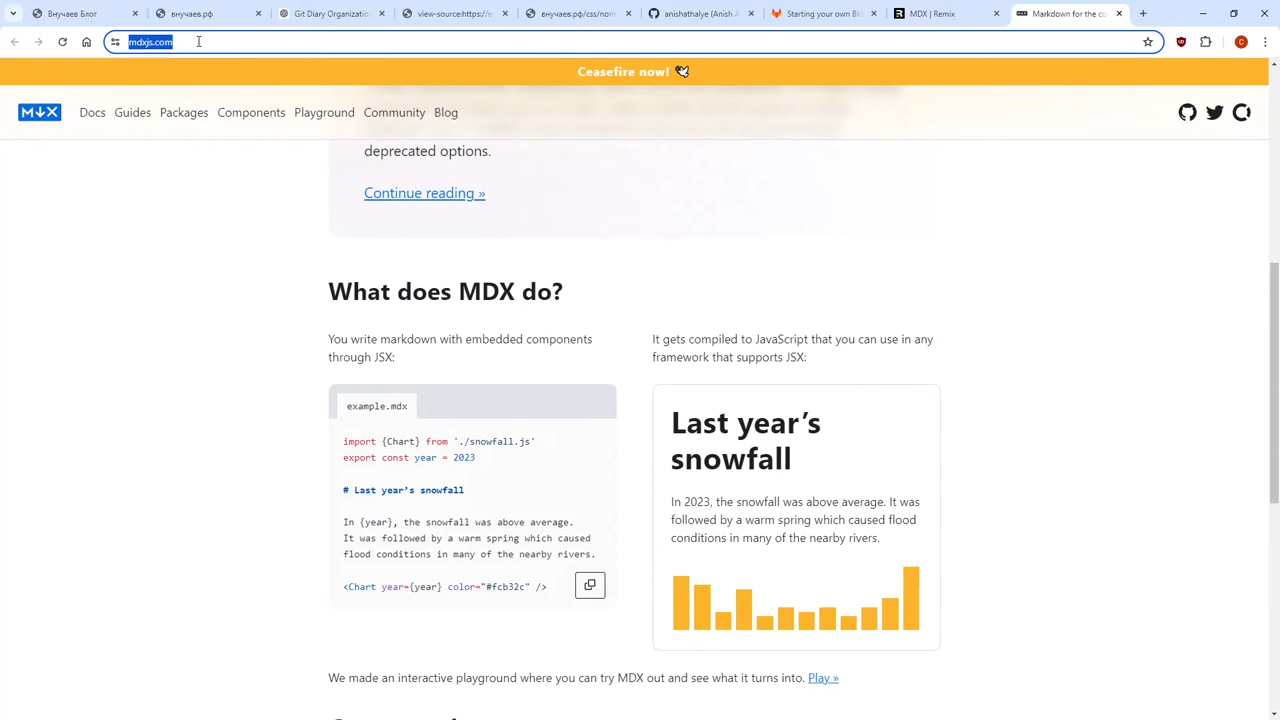 Внучаев Блог
внучаев.рф
Git Diary Organization
view-source:https://в
внучаев.рф/css/norm
anishathalye (Anish A
Starting your own Blo
MDX | Remix
Markdown for the co
mdxjs.com
C
Ceasefire now! 🕊
MDX
Docs
Guides
Packages
Components
Playground
Community
Blog
deprecated options.
Continue reading »
What does MDX do?
You write markdown with embedded components
through JSX:
example.mdx
import {Chart} from './snowfall.js'
export const year = 2023
# Last year’s snowfall
In {year}, the snowfall was above average.
It was followed by a warm spring which caused
flood conditions in many of the nearby rivers.
<Chart year={year} color="#fcb32c" />
It gets compiled to JavaScript that you can use in any
framework that supports JSX:
Last year’s
snowfall
In 2023, the snowfall was above average. It was
followed by a warm spring which caused flood
conditions in many of the nearby rivers.
We made an interactive playground where you can try MDX out and see what it turns into. Play »